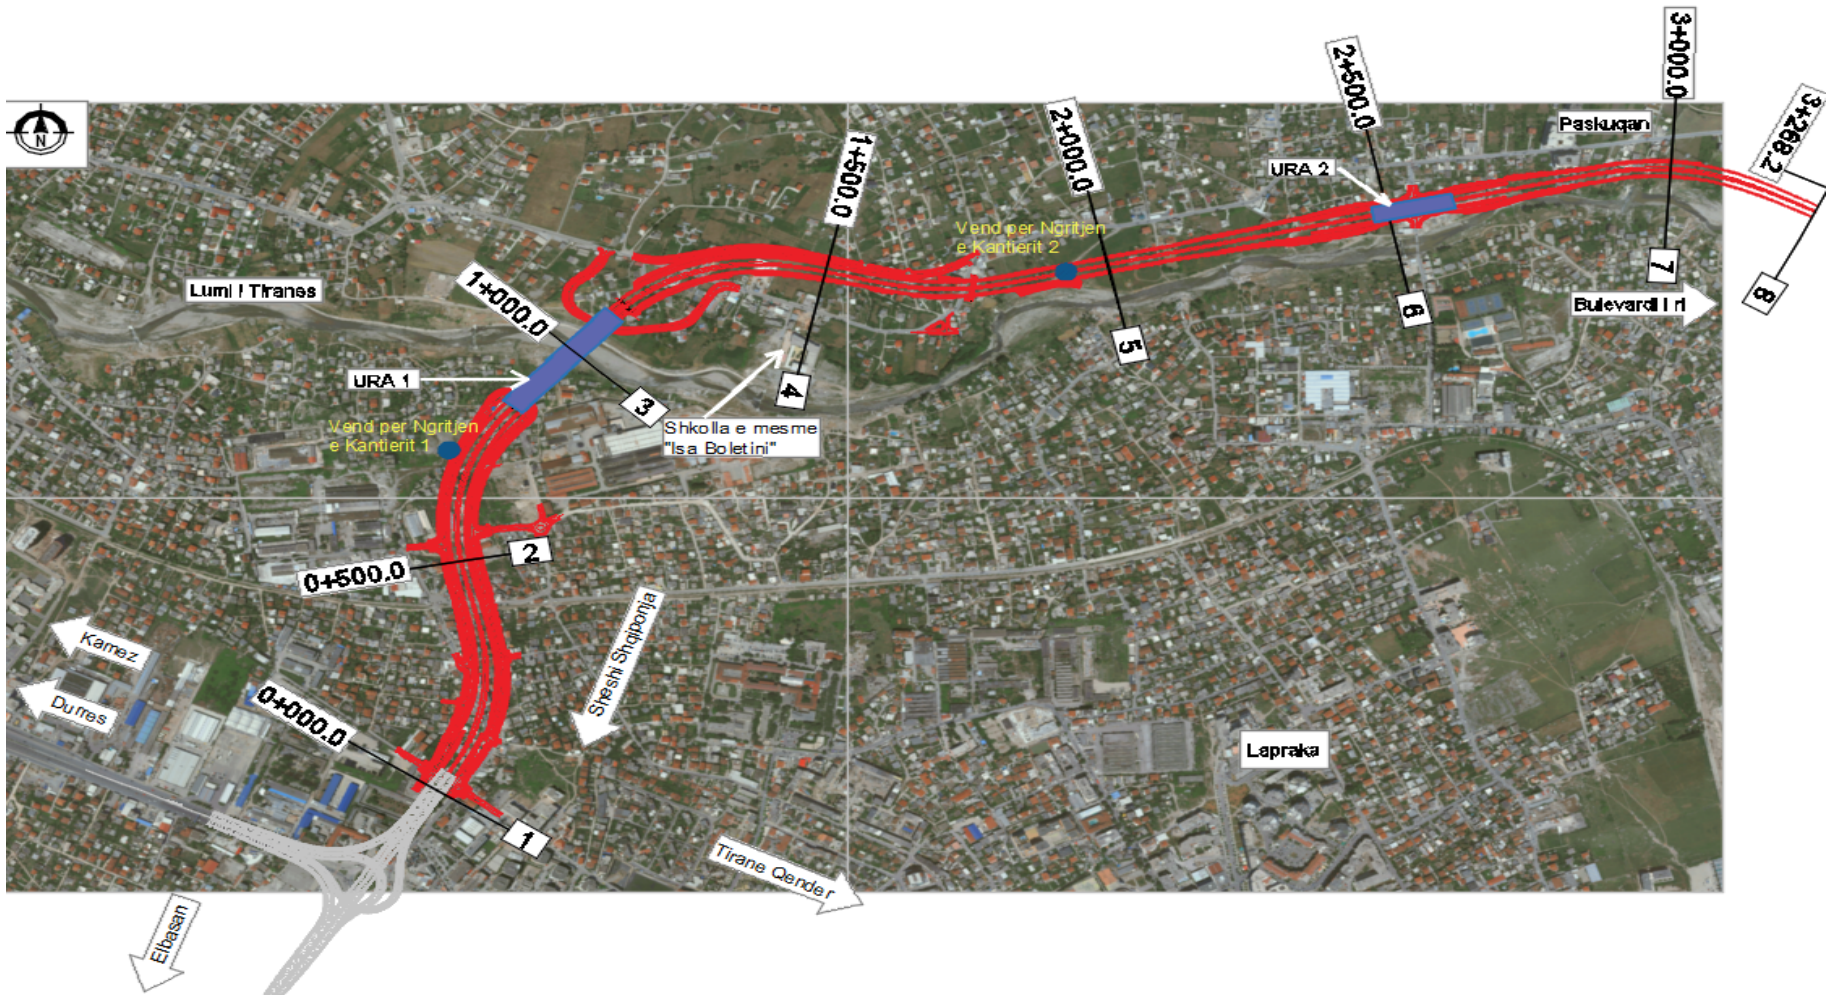 3+000.0
2+500.0
3+268.2
2+000.0
1+500.0
Paskuqan
N
URA 2
Vend per Ngritjen
e Kantierit 2
7
8
Lumi I Tiranes
1+000.0
Bulevardi I ri
6
5
URA 1
4
3
Vend per Ngritjen
e Kantierit 1
Shkolla e mesme
"Isa Boletini"
2
0+500.0
Kamez
Sheshi Shqiponja
Durres
0+000.0
Lapraka
1
Tirane Qender
Elbasan